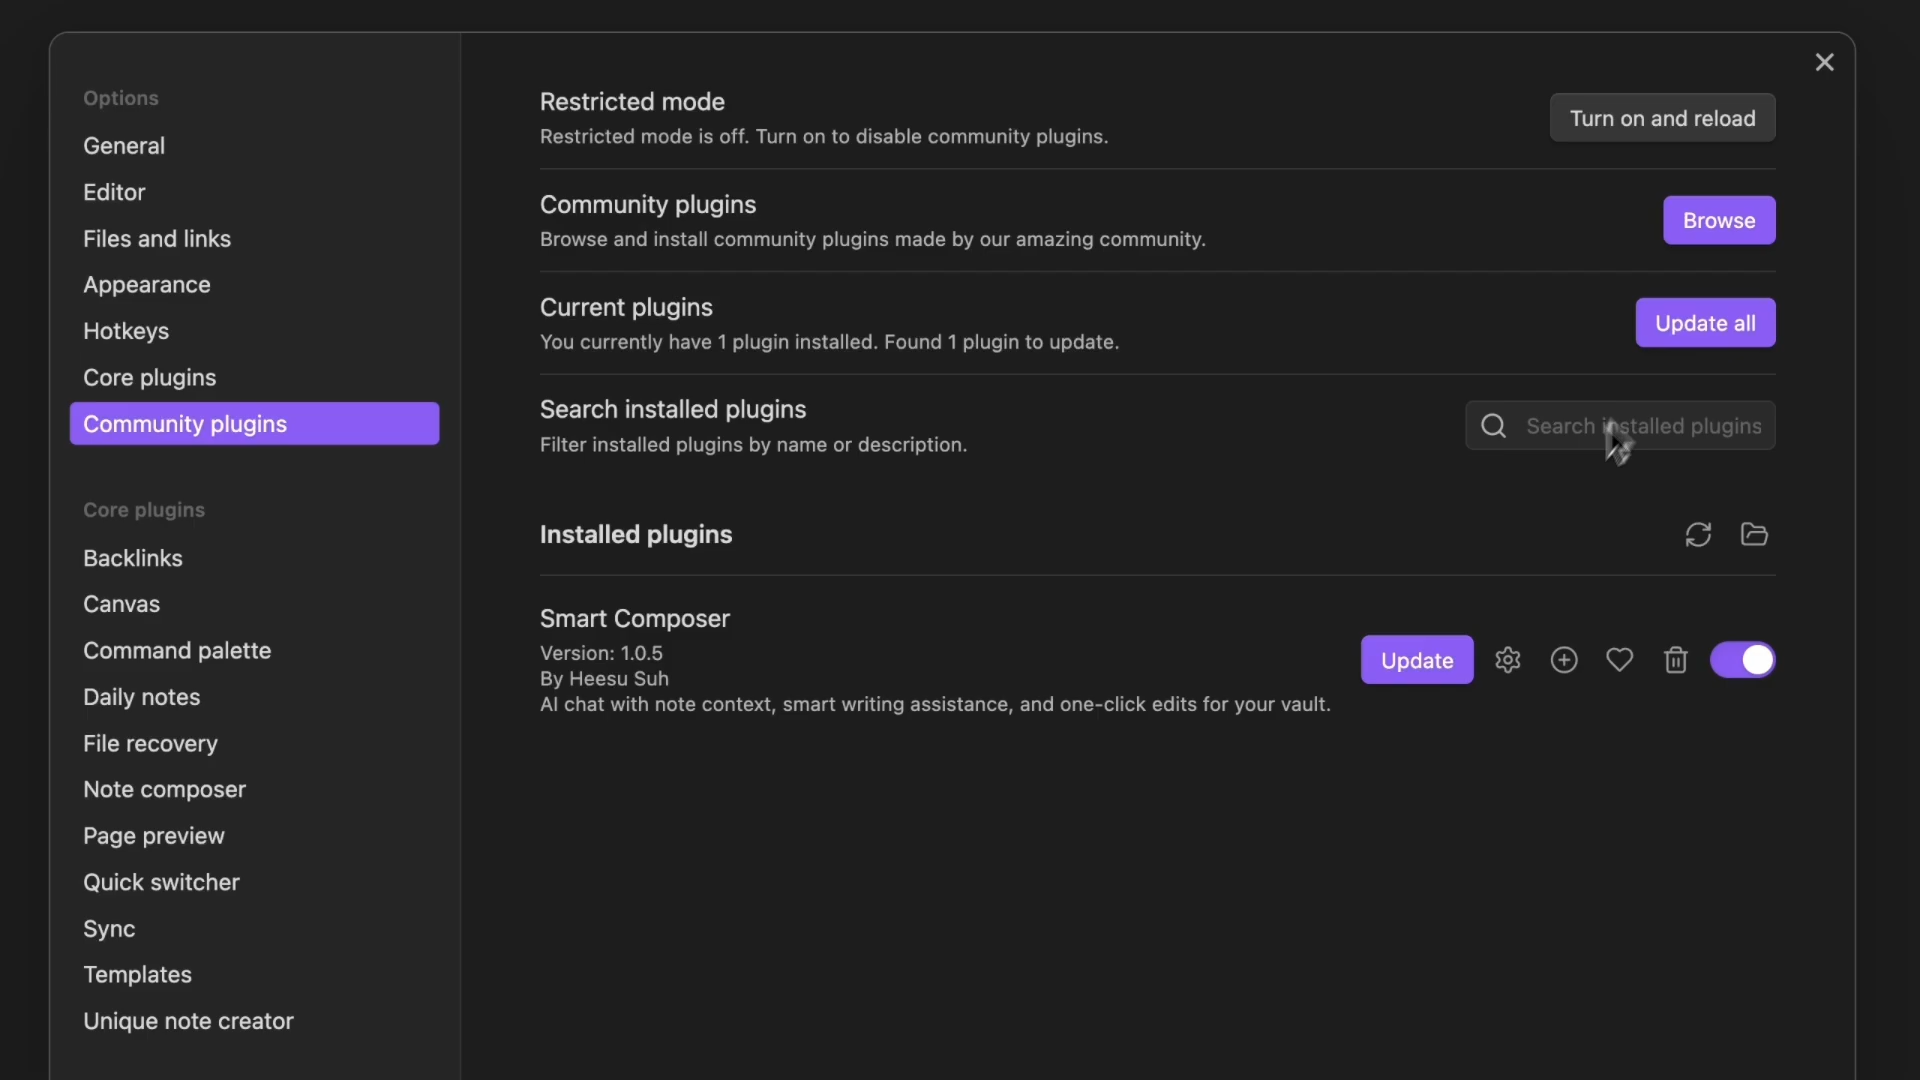 Options
General
Editor
Files and links
Appearance
Hotkeys
Core plugins
Community plugins
Core plugins
Backlinks
Canvas
Command palette
Daily notes
File recovery
Note composer
Page preview
Quick switcher
Sync
Templates
Unique note creator
Restricted mode
Restricted mode is off. Turn on to disable community plugins.
Turn on and reload
Community plugins
Browse and install community plugins made by our amazing community.
Browse
Current plugins
You currently have 1 plugin installed. Found 1 plugin to update.
Update all
Search installed plugins
Filter installed plugins by name or description.
Search installed plugins
Installed plugins
Smart Composer
Version: 1.0.5
By Heesu Suh
AI chat with note context, smart writing assistance, and one-click edits for your vault.
Update